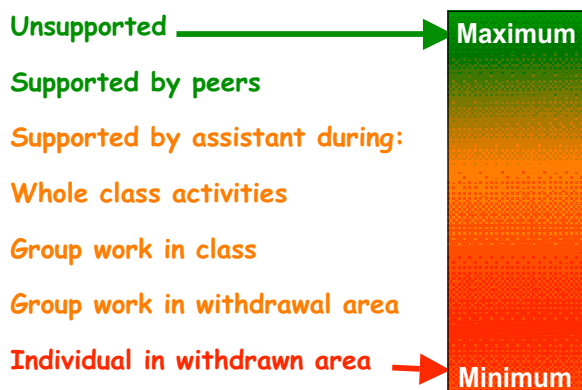 Unsupported
Maximum
Supported by peers
Supported by assistant during:
Whole class activities
Group work in class
Group work in withdrawal area
Individual in withdrawn area
Minimum